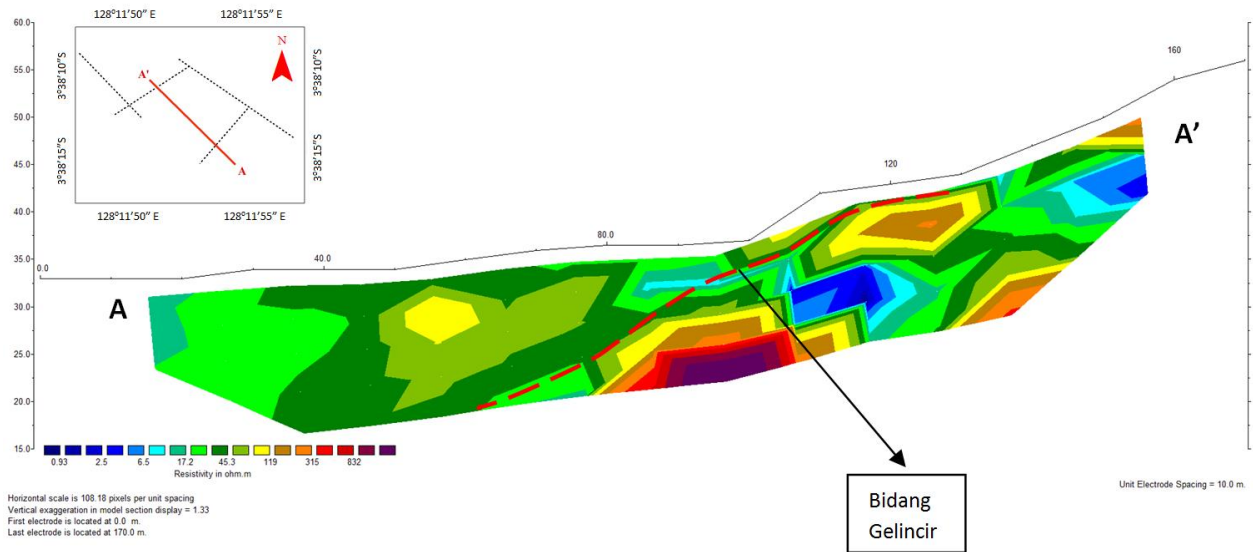 128°11'50" E 128°11'55" E
N
A'
A
3°38'10"S
3°38'15"S
3°38'10"S
3°38'15"S
128°11'50" E 128°11'55" E
60.0
55.0
50.0
45.0
40.0
35.0
30.0
25.0
20.0
15.0
0.0
40.0
80.0
120
160
A
A'
0.93 2.5 6.5 17.2 45.3 119 315 832
Resistivity in ohm.m
Bidang
Gelincir
Horizontal scale is 108.18 pixels per unit spacing
Vertical exaggeration in model section display = 1.33
First electrode is located at 0.0 m.
Last electrode is located at 170.0 m.
Unit Electrode Spacing = 10.0 m.